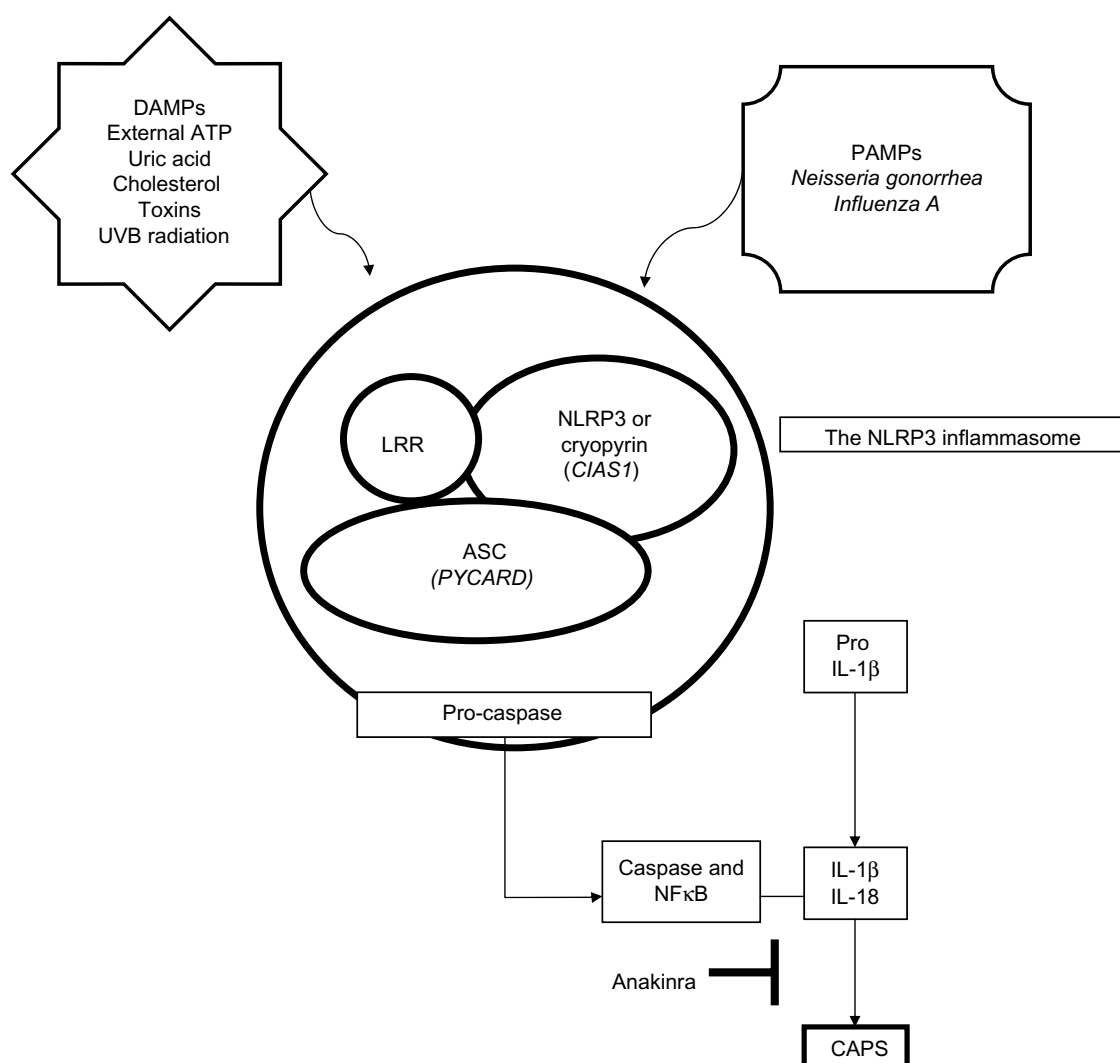 DAMPs
External ATP
Uric acid
Cholesterol
Toxins
UVB radiation
PAMPs
Neisseria gonorrhea
Influenza A
LRR
NLRP3 or
cryopyrin
(CIAS1)
The NLRP3 inflammasome
ASC
(PYCARD)
Pro-caspase
Pro
IL-1β
Caspase and
NFκB
IL-1β
IL-18
Anakinra
CAPS